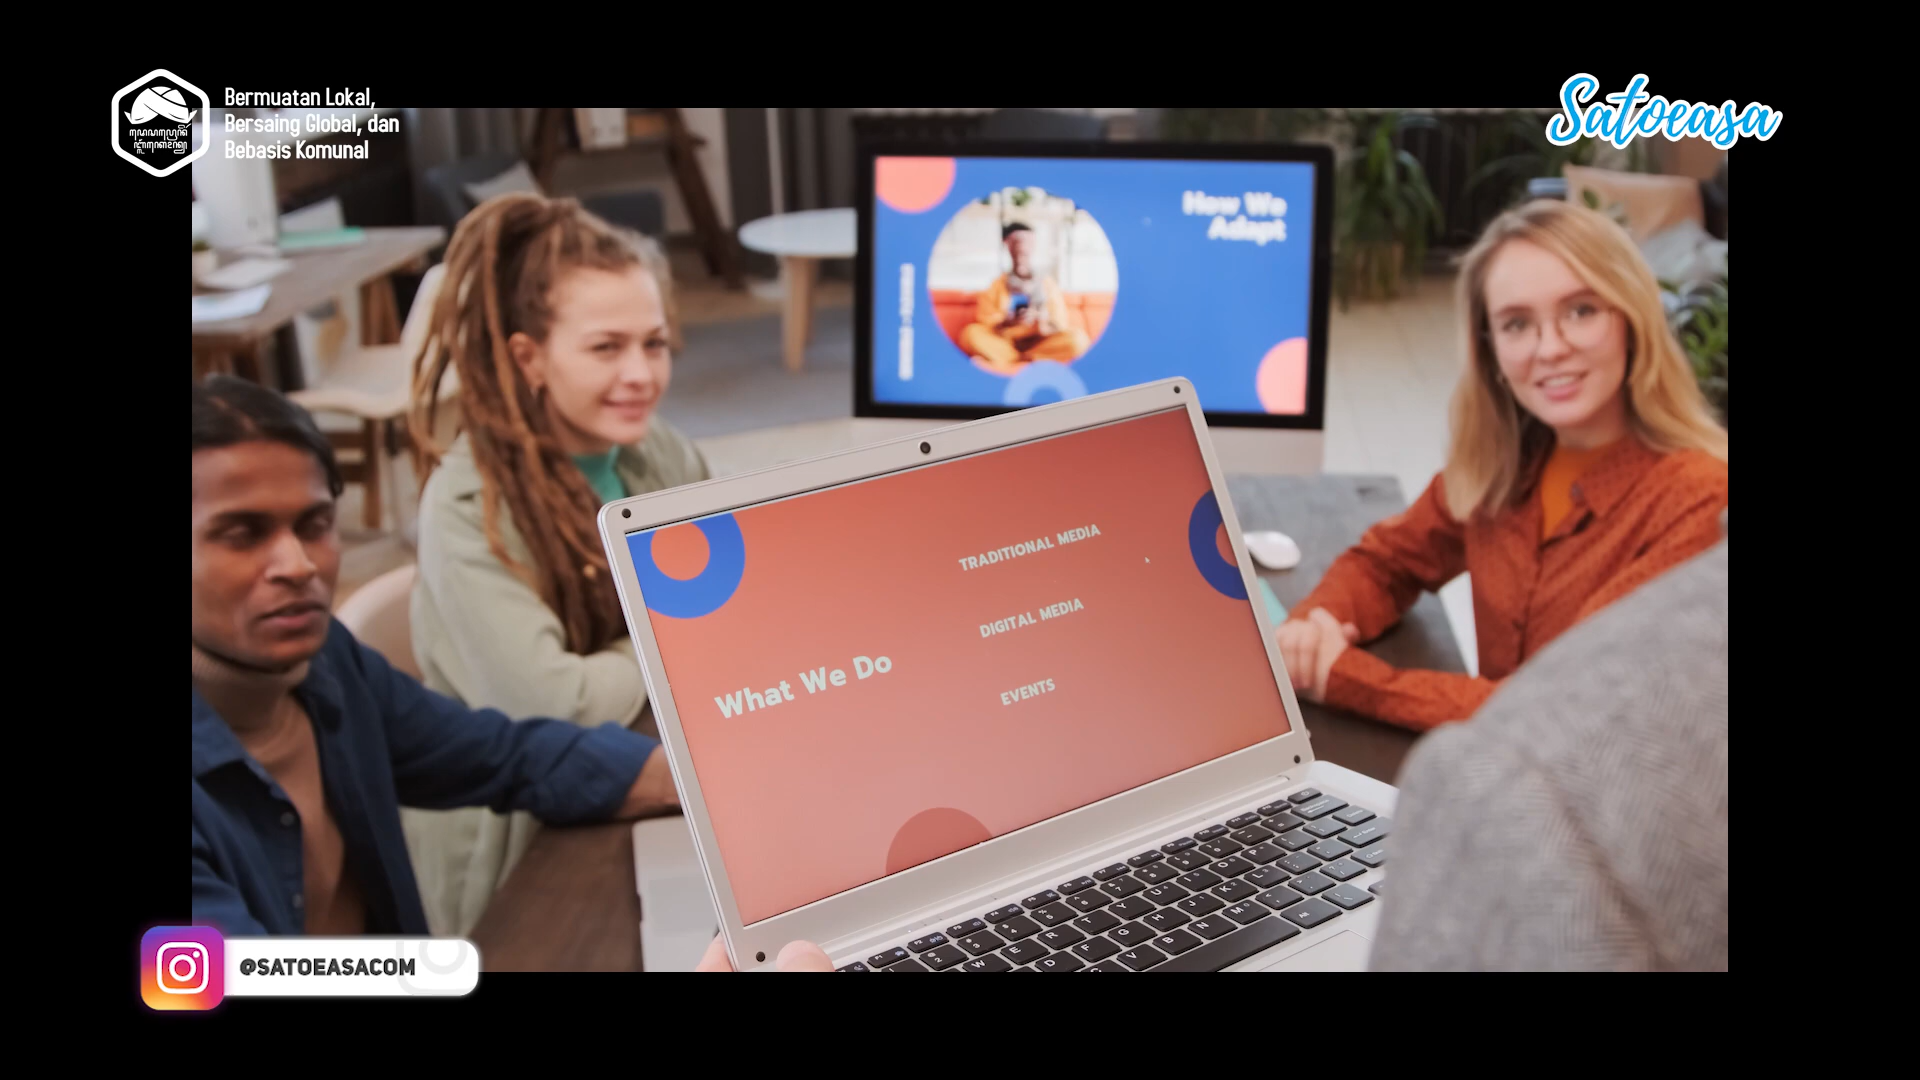 Bermuatan Lokal,
Bersaing Global, dan
Bebasis Komunal
Satoeasa
How We
Adapt
TRADITIONAL MEDIA
DIGITAL MEDIA
EVENTS
What We Do
@SATOEASACOM